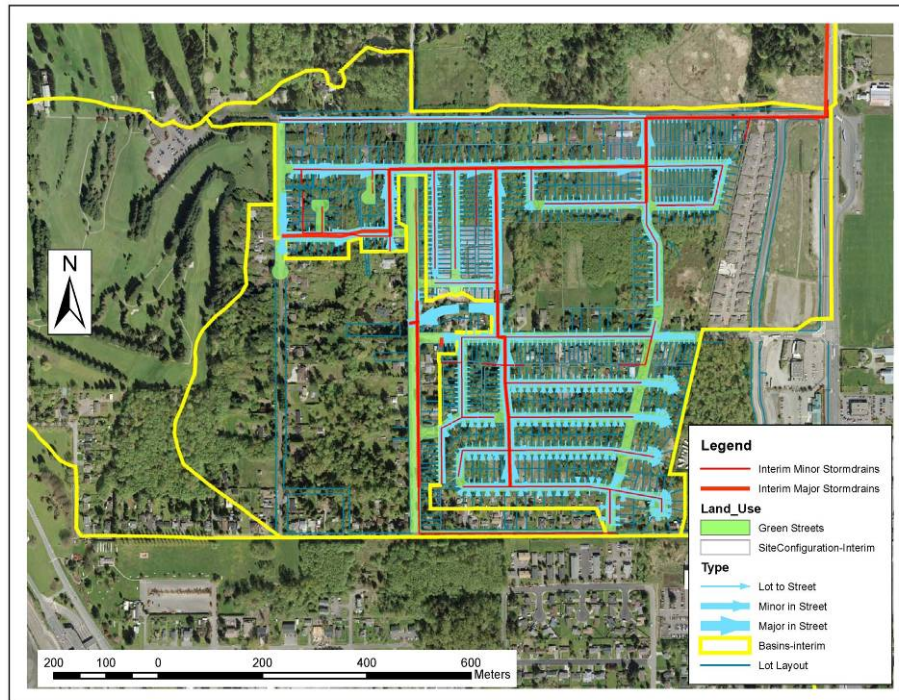 N
Legend
Interim Minor Stormdrains
Interim Major Stormdrains
Land_Use
Green Streets
SiteConfiguration-Interim
Type
Lot to Street
Minor in Street
Major in Street
Basins-interim
Lot Layout
200 100 0 200 400 600
Meters